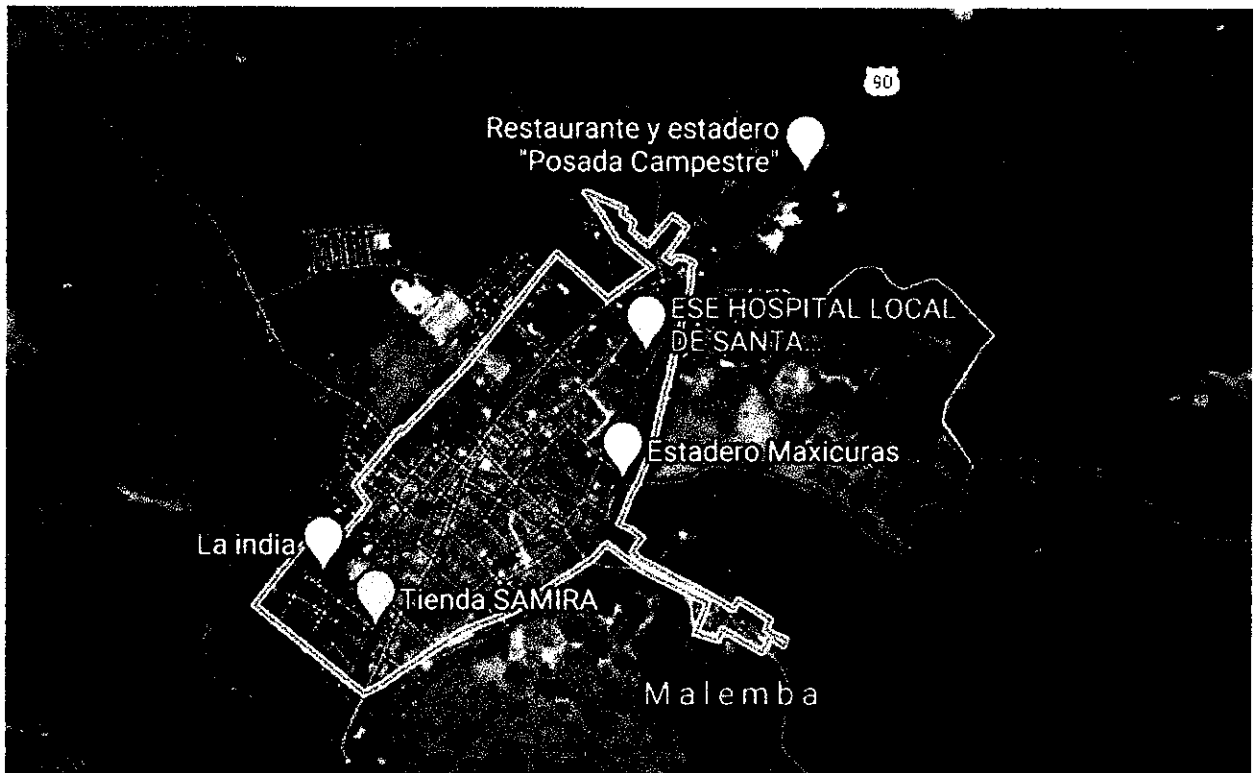 90
Restaurante y estadero
"Posada Campestre"
ESE HOSPITAL LOCAL
DE SANTA...
Estadero Maxicuras
La india
Tienda SAMIRA
Malemba